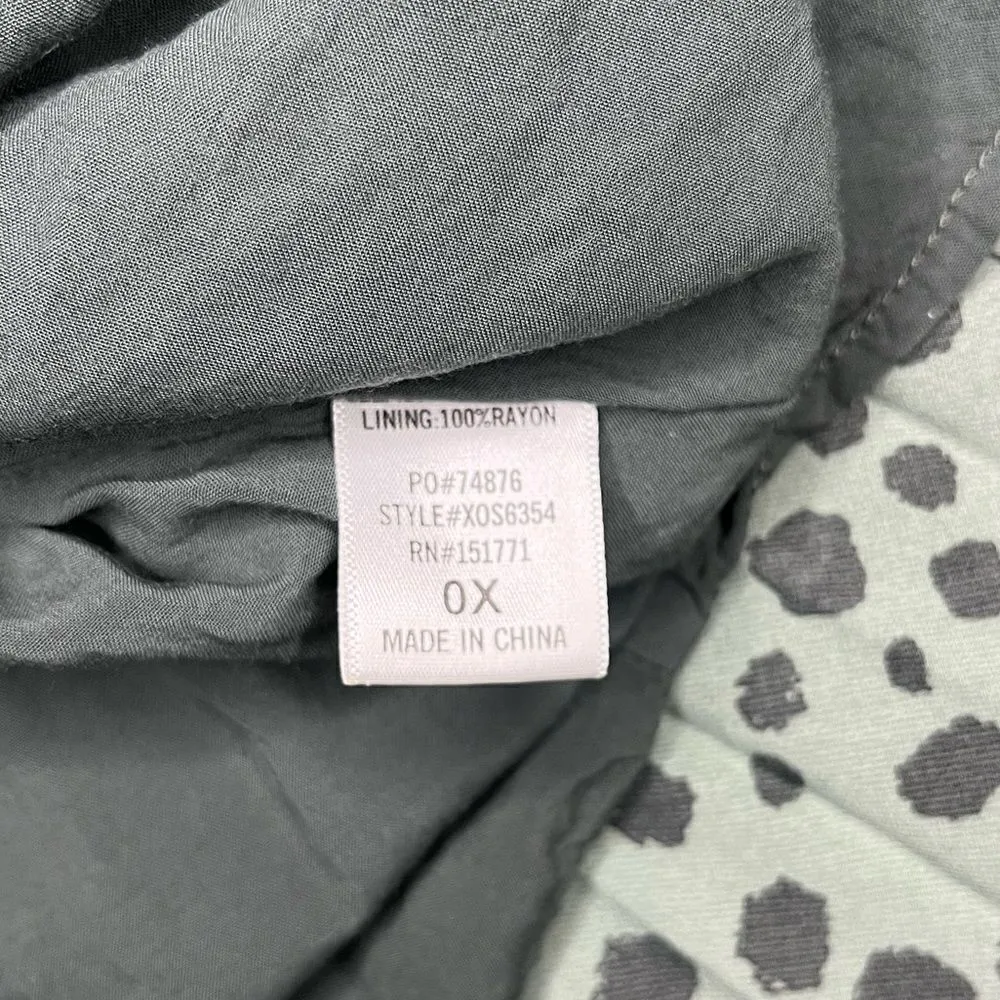 LINING:100%RAYON
PO#74876
STYLE#XOS6354
RN#151771
0X
MADE IN CHINA